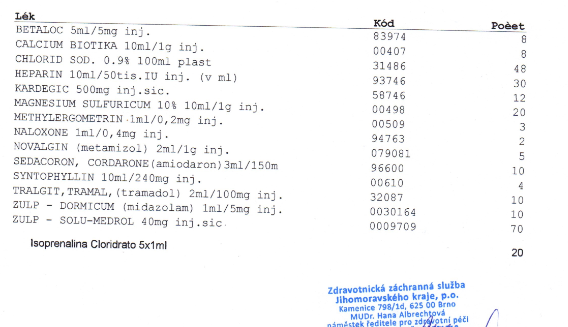 Lék Kód Poèet
BETALOC 5ml/5mg inj. 83974 8
CALCIUM BIOTIKA 10ml/1g inj. 00407 8
CHLORID SOD. 0.9% 100ml plast 31486 48
HEPARIN 10ml/50tis.IU inj. (v ml) 93746 30
KARDEGIC 500mg inj.sic. 58746 12
MAGNESIUM SULFURICUM 10% 10ml/1g inj. 00498 20
METHYLERGOMETRIN 1ml/0,2mg inj. 00509 3
NALOXONE 1ml/0,4mg inj. 94763 2
NOVALGIN (metamizol) 2ml/1g inj. 079081 5
SEDACORON, CORDARONE(amiodaron)3ml/150m 96600 10
SYNTOPHYLLIN 10ml/240mg inj. 00610 4
TRALGIT,TRAMAL,(tramadol) 2ml/100mg inj. 32087 10
ZULP - DORMICUM (midazolam) 1ml/5mg inj. 0030164 10
ZULP - SOLU-MEDROL 40mg inj.sic. 0009709 70
Isoprenalina Cloridrato 5x1ml 20
Zdravotnická záchranná služba
Jihomoravského kraje, p.o.
Kamenice 798/1d, 625 00 Brno
MUDr. Hana Albrechtová
náměstek ředitele pro zdravotní péči